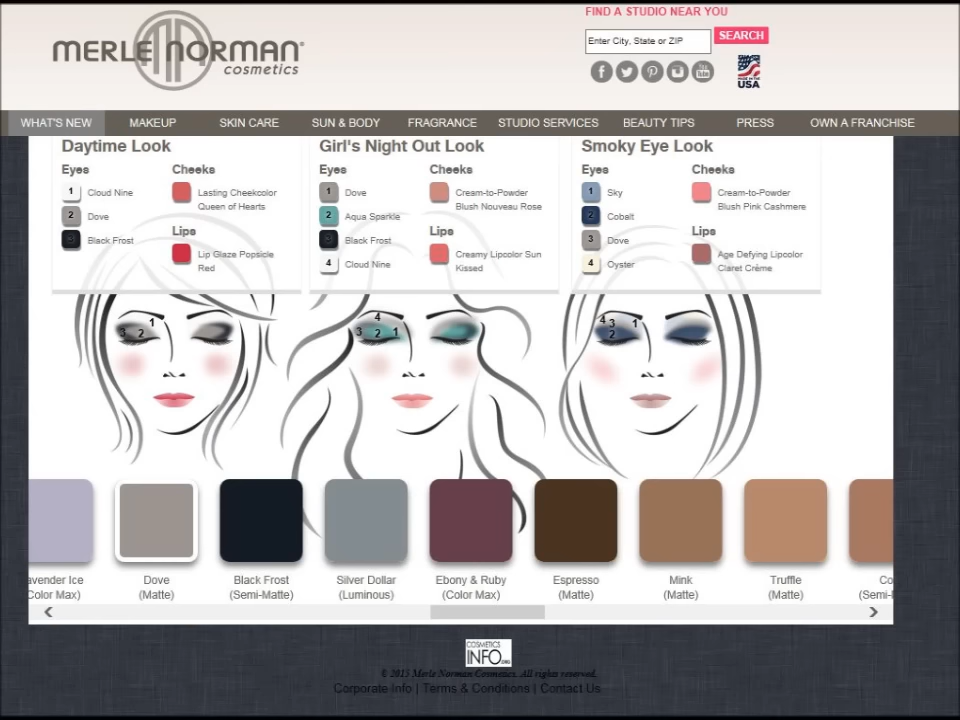 FIND A STUDIO NEAR YOU
MERLE NORMAN
cosmetics
Enter City, State or ZIP
SEARCH
MADE IN THE
USA
WHAT'S NEW MAKEUP SKIN CARE SUN & BODY FRAGRANCE STUDIO SERVICES BEAUTY TIPS PRESS OWN A FRANCHISE
Daytime Look
Eyes
1 Cloud Nine
2 Dove
3 Black Frost
Cheeks
Lasting Cheekcolor
Queen of Hearts
Lips
Lip Glaze Popsicle
Red
Girl's Night Out Look
Eyes
1 Dove
2 Aqua Sparkle
3 Black Frost
4 Cloud Nine
Cheeks
Cream-to-Powder
Blush Nouveau Rose
Lips
Creamy Lipcolor Sun
Kissed
Smoky Eye Look
Eyes
1 Sky
2 Cobalt
3 Dove
4 Oyster
Cheeks
Cream-to-Powder
Blush Pink Cashmere
Lips
Age Defying Lipcolor
Claret Crème
3 2 1
4
3 2 1
4 3 1
2
avender Ice
Color Max)
Dove
(Matte)
Black Frost
(Semi-Matte)
Silver Dollar
(Luminous)
Ebony & Ruby
(Color Max)
Espresso
(Matte)
Mink
(Matte)
Truffle
(Matte)
Co
(Semi-
COSMETICS
INFO.ORG
© 2015 Merle Norman Cosmetics. All rights reserved.
Corporate Info | Terms & Conditions | Contact Us